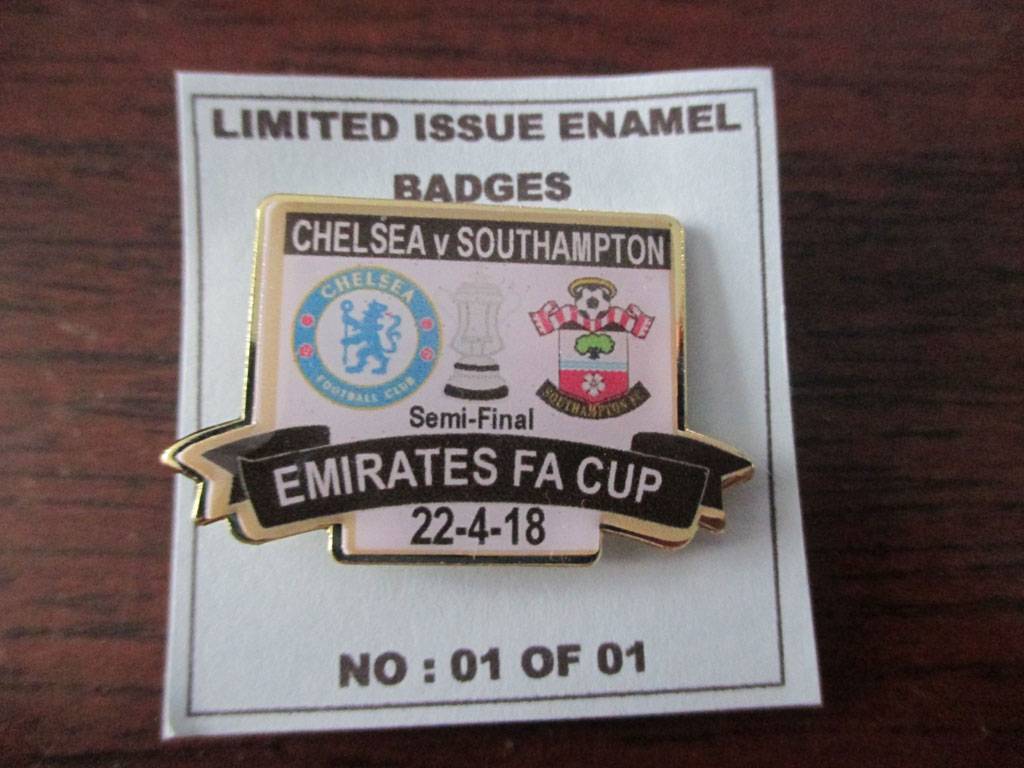 LIMITED ISSUE ENAMEL
BADGES
CHELSEA v SOUTHAMPTON
CHELSEA
FOOTBALL CLUB
SOUTHAMPTON FC
Semi-Final
EMIRATES FA CUP
22-4-18
NO : 01 OF 01